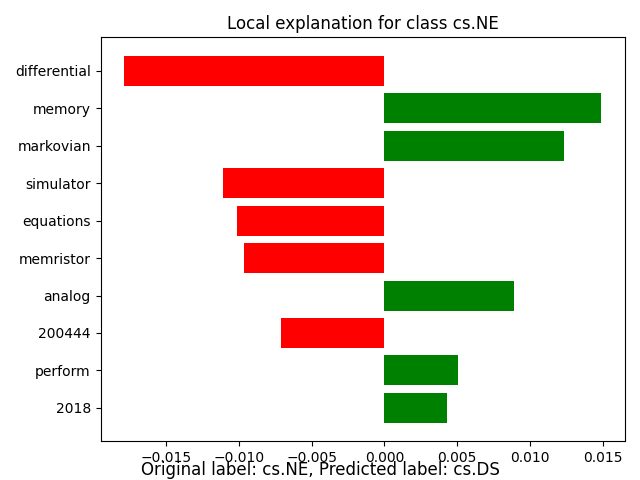 Local explanation for class cs.NE
differential
memory
markovian
simulator
equations
memristor
analog
200444
perform
2018
−0.015 −0.010 −0.005 0.000 0.005 0.010 0.015
Original label: cs.NE, Predicted label: cs.DS